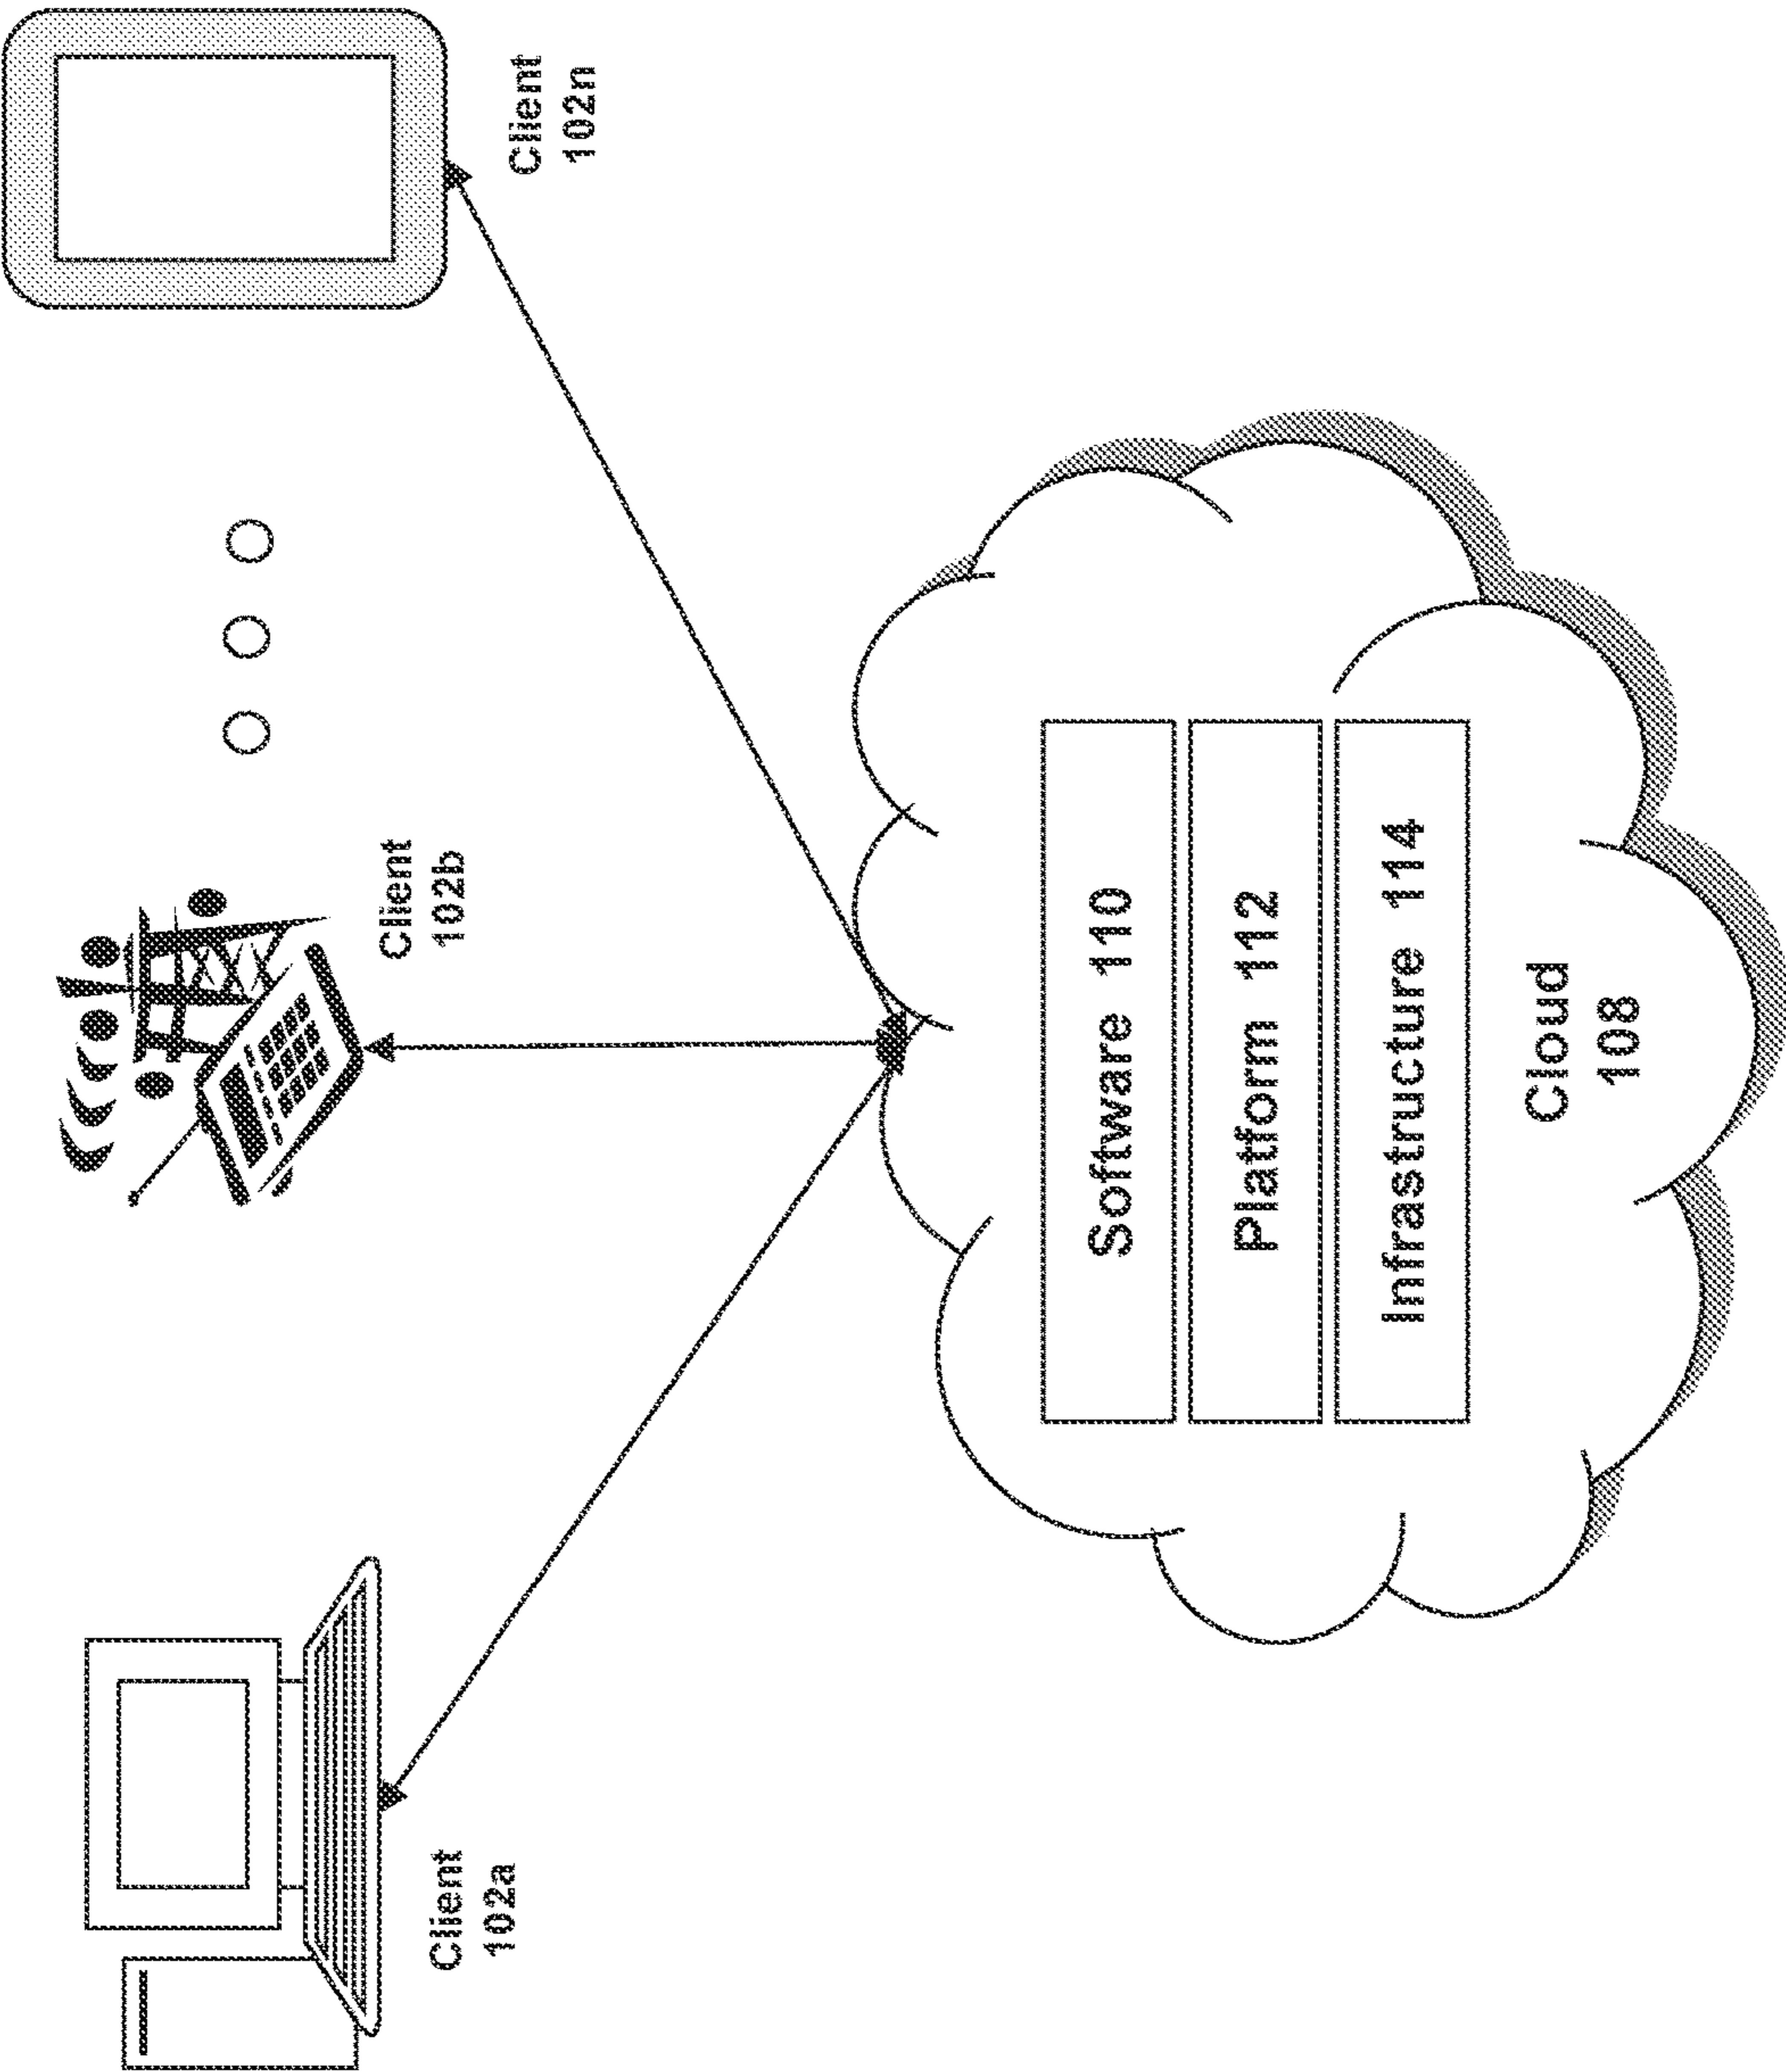 Client
102a
Client
102b
Client
102n
Software 110
Platform 112
Infrastructure 114
Cloud
108